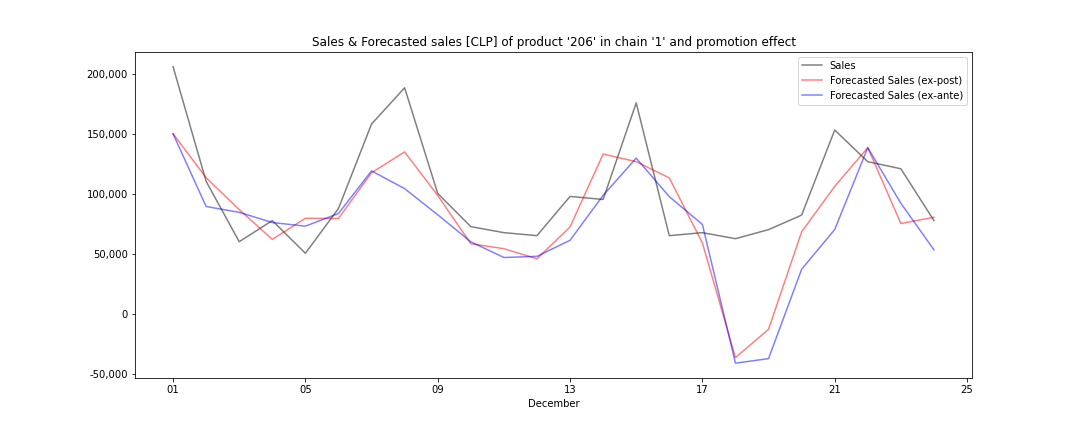 Sales & Forecasted sales [CLP] of product '206' in chain '1' and promotion effect
Sales
Forecasted Sales (ex-post)
Forecasted Sales (ex-ante)
200,000
150,000
100,000
50,000
0
-50,000
01 05 09 13 17 21 25
December